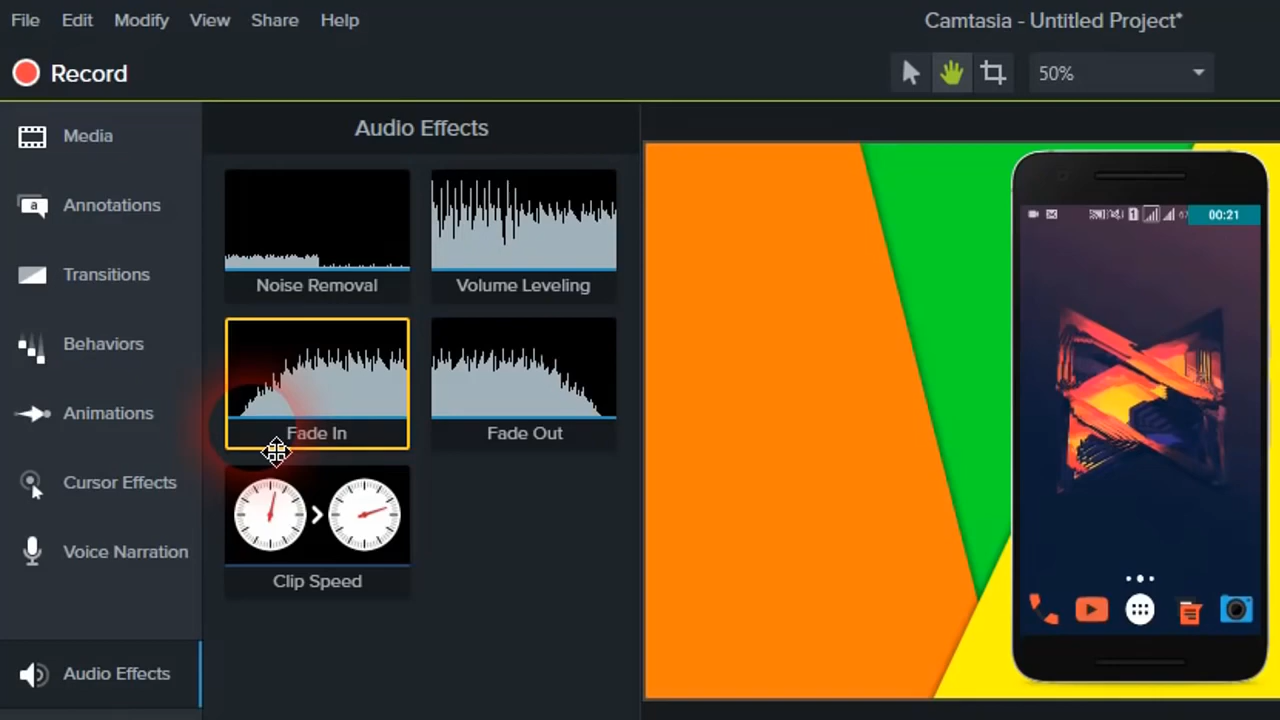 File Edit Modify View Share Help
Camtasia - Untitled Project*
Record
50%
Media
Annotations
a
Transitions
Behaviors
Animations
Cursor Effects
Voice Narration
Audio Effects
Audio Effects
Noise Removal
Volume Leveling
Fade In
Fade Out
Clip Speed
1
00:21